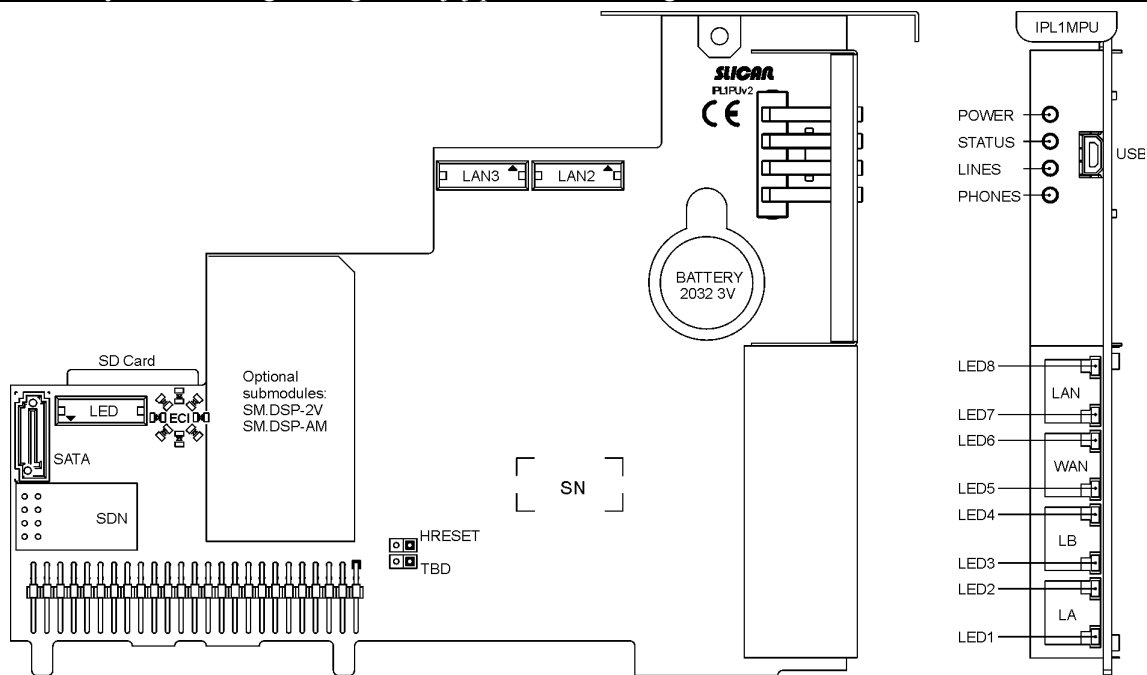 IPL1MPU
SLICAR
IPL1PUv2
CE
POWER
STATUS
LINES
PHONES
USB
LAN3
LAN2
BATTERY
2032 3V
SD Card
LED
ECI
Optional
submodules:
SM.DSP-2V
SM.DSP-AM
SATA
SDN
SN
HRESET
TBD
LED8
LAN
LED7
LED6
WAN
LED5
LED4
LB
LED3
LED2
LA
LED1